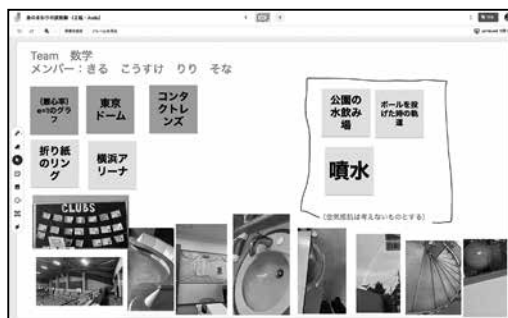 Team 数学
メンバー：きる こうすけ りり そな
（離心率）
e=1のグラ
フ
東京
ドーム
コンタ
クトレ
ンズ
折り紙
のリン
グ
横浜ア
リーナ
公園の
水飲み
場
ボールを投
げた時の軌
道
噴水
（空気抵抗は考えないものとする）
CLUBS